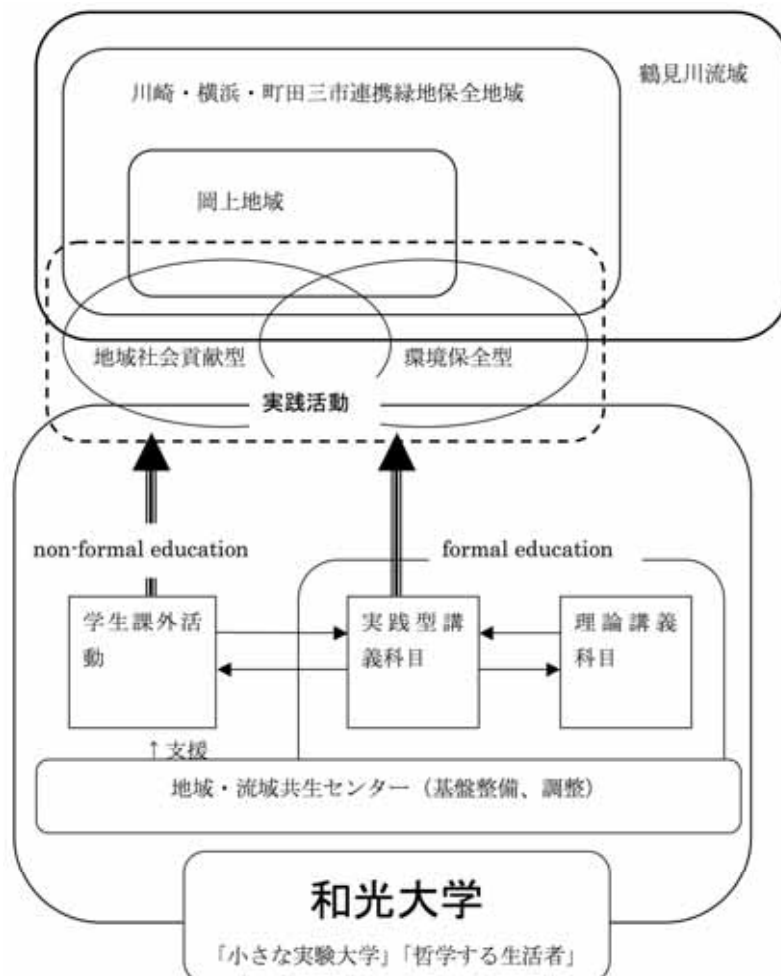 鶴見川流域
川崎・横浜・町田三市連携緑地保全地域
岡上地域
地域社会貢献型
環境保全型
実践活動
non-formal education
formal education
学生課外活
動
実践型講
義科目
理論講義
科目
↑支援
地域・流域共生センター（基盤整備、調整）
和光大学
「小さな実験大学」「哲学する生活者」